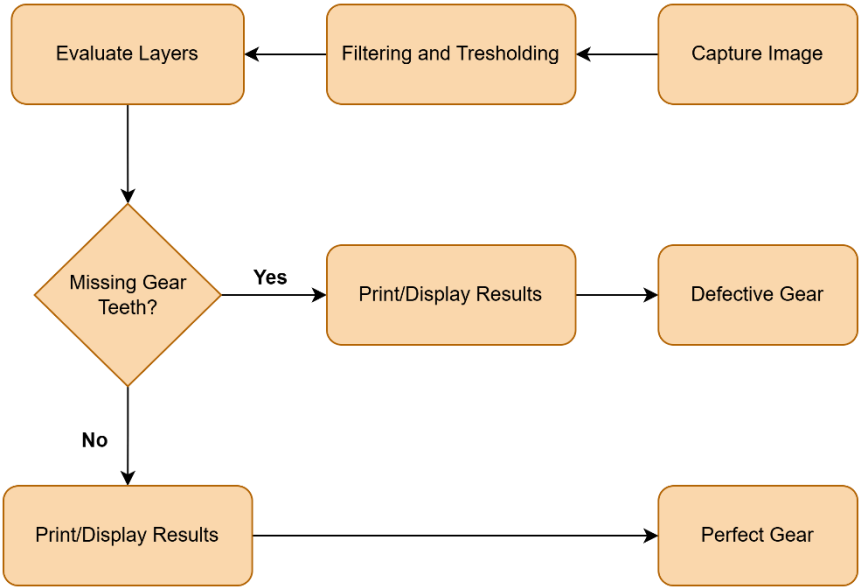 Evaluate Layers
Filtering and Tresholding
Capture Image
Missing Gear
Teeth?
Yes
Print/Display Results
Defective Gear
No
Print/Display Results
Perfect Gear